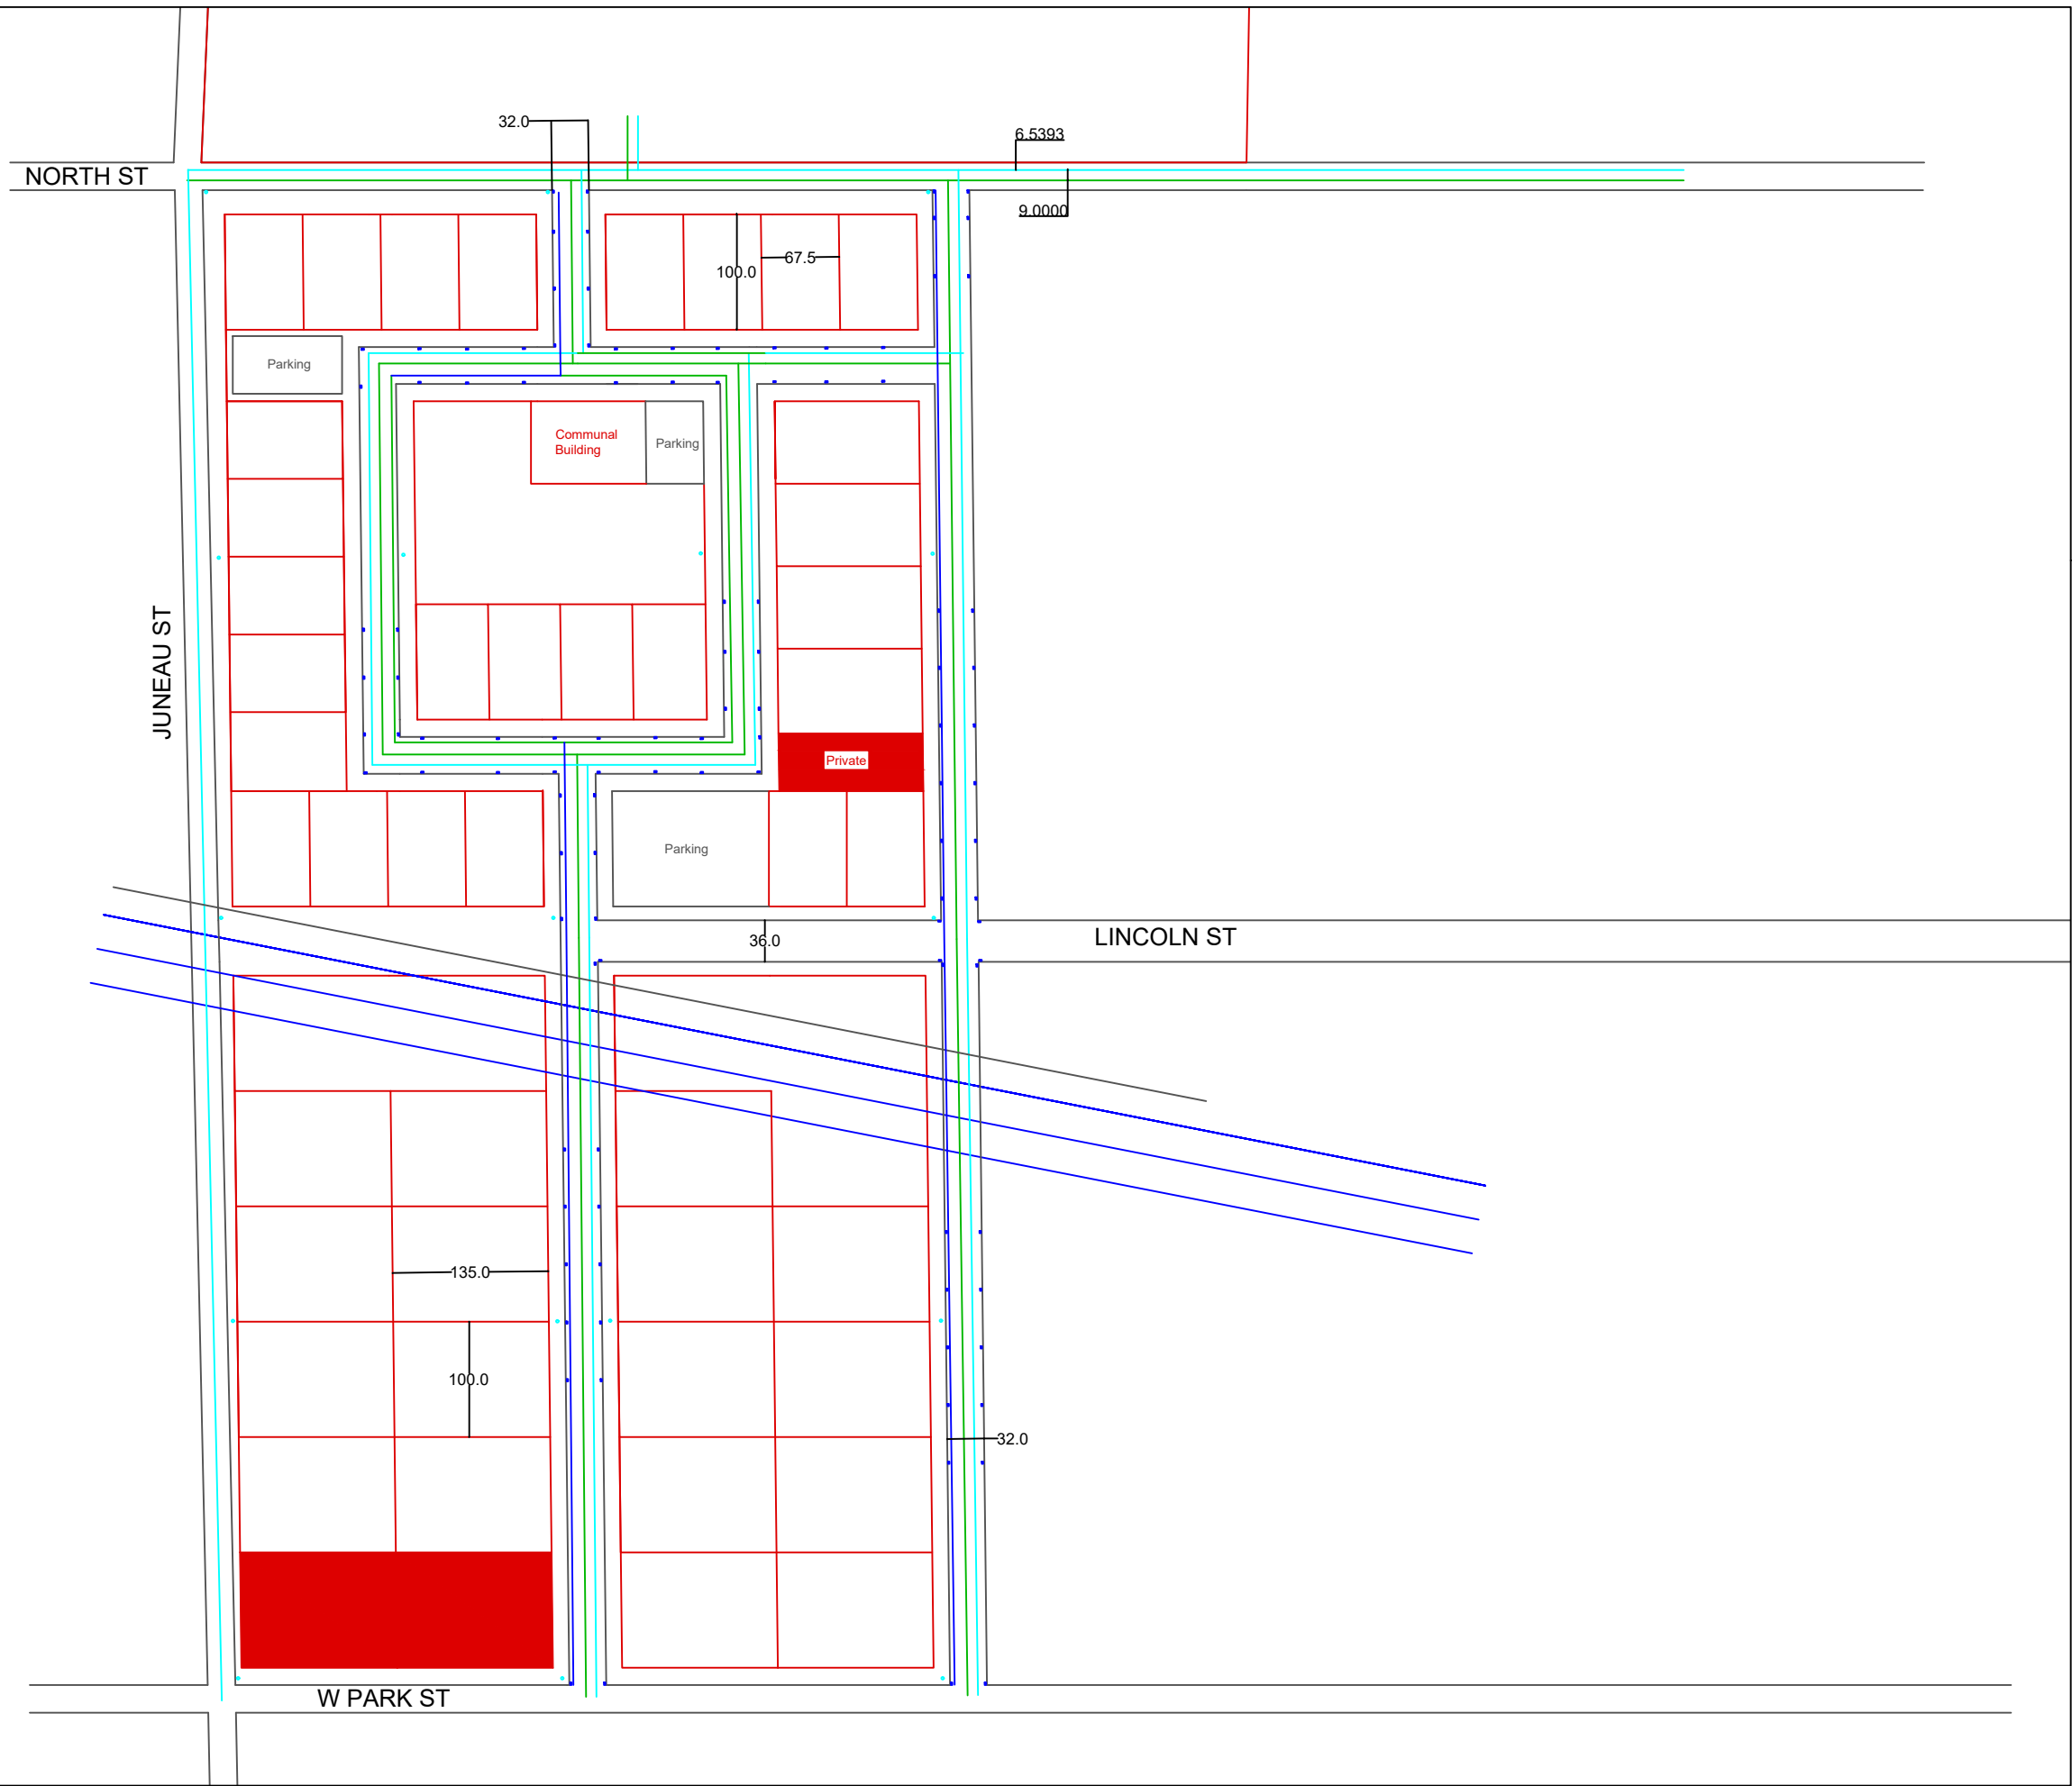 32.0
6.5393
NORTH ST
9.0000
67.5
100.0
Parking
Communal
Building
Parking
JUNEAU ST
Private
Parking
36.0
LINCOLN ST
135.0
100.0
32.0
W PARK ST